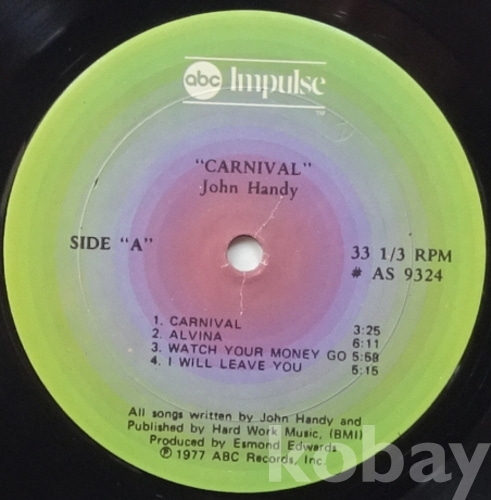 abc Impulse
TM
"CARNIVAL"
John Handy
SIDE "A"
33 1/3 RPM
# AS 9324
1. CARNIVAL 3:25
2. ALVINA 6:11
3. WATCH YOUR MONEY GO 5:58
4. I WILL LEAVE YOU 5:15
All songs written by John Handy and
Published by Hard Work Music, (BMI)
Produced by Esmond Edwards
℗ 1977 ABC Records, Inc.
kobay